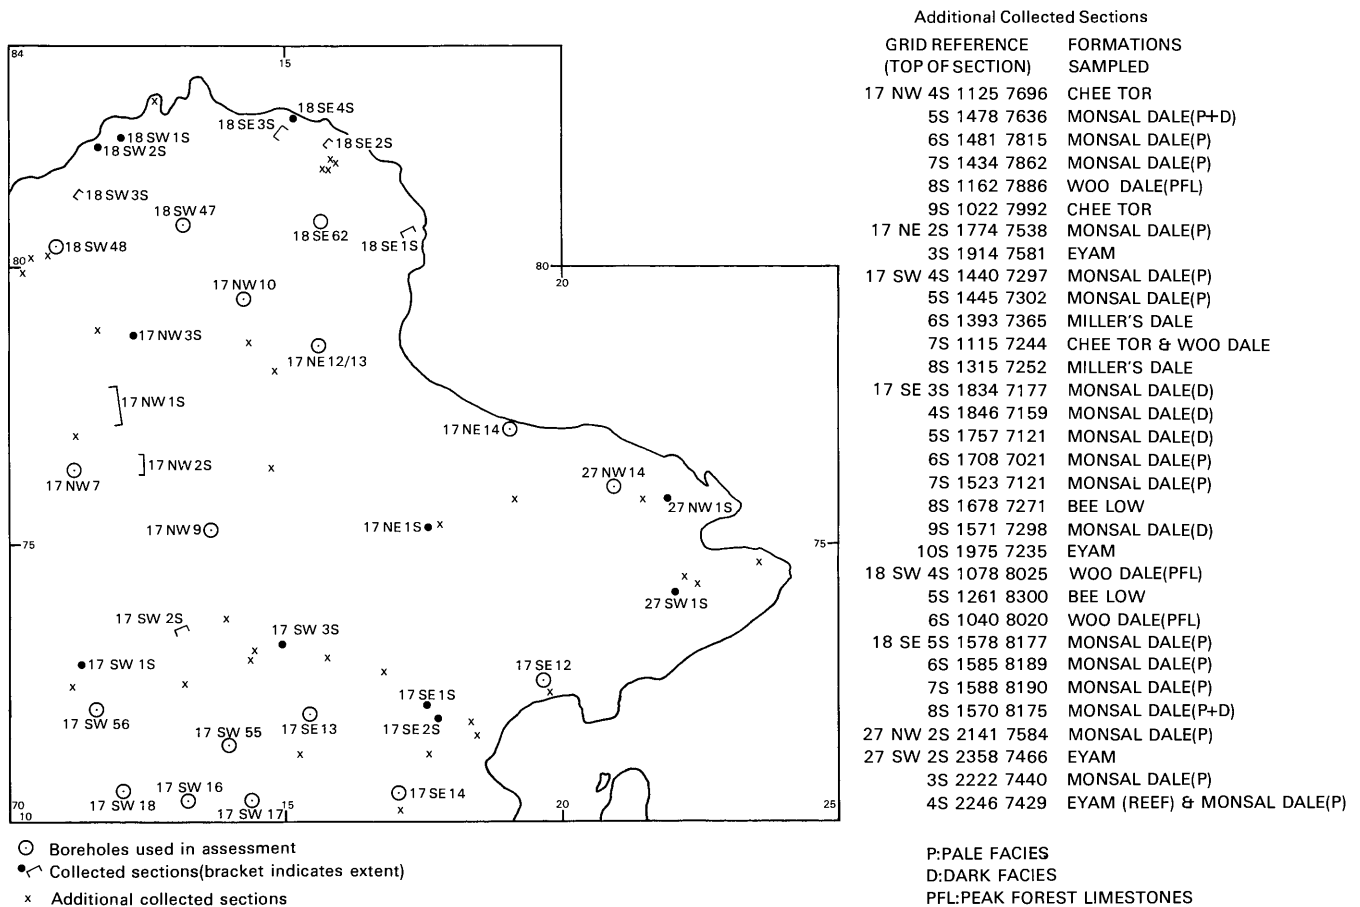 84
15
18 SE 4S
18 SE 3S
18 SW 1S
18 SW 2S
18 SE 2S
18 SW 3S
18 SW 47
18 SE 62
18 SE 1S
18 SW 48
80
80
20
17 NW 10
17 NW 3S
17 NE 12/13
17 NW 1S
17 NE 14
17 NW 2S
17 NW 7
27 NW 14
27 NW 1S
17 NW 9
17 NE 1S
75
75
27 SW 1S
17 SW 2S
17 SW 3S
17 SW 1S
17 SE 12
17 SE 1S
17 SW 56
17 SW 55
17 SE 13
17 SE 2S
17 SW 18
17 SW 16
17 SW 17
17 SE 14
70
10
15
20
25
Boreholes used in assessment
Collected sections(bracket indicates extent)
x Additional collected sections
Additional Collected Sections
GRID REFERENCE FORMATIONS
(TOP OF SECTION) SAMPLED
17 NW 4S 1125 7696 CHEE TOR
5S 1478 7636 MONSAL DALE(P+D)
6S 1481 7815 MONSAL DALE(P)
7S 1434 7862 MONSAL DALE(P)
8S 1162 7886 WOO DALE(PFL)
9S 1022 7992 CHEE TOR
17 NE 2S 1774 7538 MONSAL DALE(P)
3S 1914 7581 EYAM
17 SW 4S 1440 7297 MONSAL DALE(P)
5S 1445 7302 MONSAL DALE(P)
6S 1393 7365 MILLER'S DALE
7S 1115 7244 CHEE TOR & WOO DALE
8S 1315 7252 MILLER'S DALE
17 SE 3S 1834 7177 MONSAL DALE(D)
4S 1846 7159 MONSAL DALE(D)
5S 1757 7121 MONSAL DALE(D)
6S 1708 7021 MONSAL DALE(P)
7S 1523 7121 MONSAL DALE(P)
8S 1678 7271 BEE LOW
9S 1571 7298 MONSAL DALE(D)
10S 1975 7235 EYAM
18 SW 4S 1078 8025 WOO DALE(PFL)
5S 1261 8300 BEE LOW
6S 1040 8020 WOO DALE(PFL)
18 SE 5S 1578 8177 MONSAL DALE(P)
6S 1585 8189 MONSAL DALE(P)
7S 1588 8190 MONSAL DALE(P)
8S 1570 8175 MONSAL DALE(P+D)
27 NW 2S 2141 7584 MONSAL DALE(P)
27 SW 2S 2358 7466 EYAM
3S 2222 7440 MONSAL DALE(P)
4S 2246 7429 EYAM (REEF) & MONSAL DALE(P)
P:PALE FACIES
D:DARK FACIES
PFL:PEAK FOREST LIMESTONES